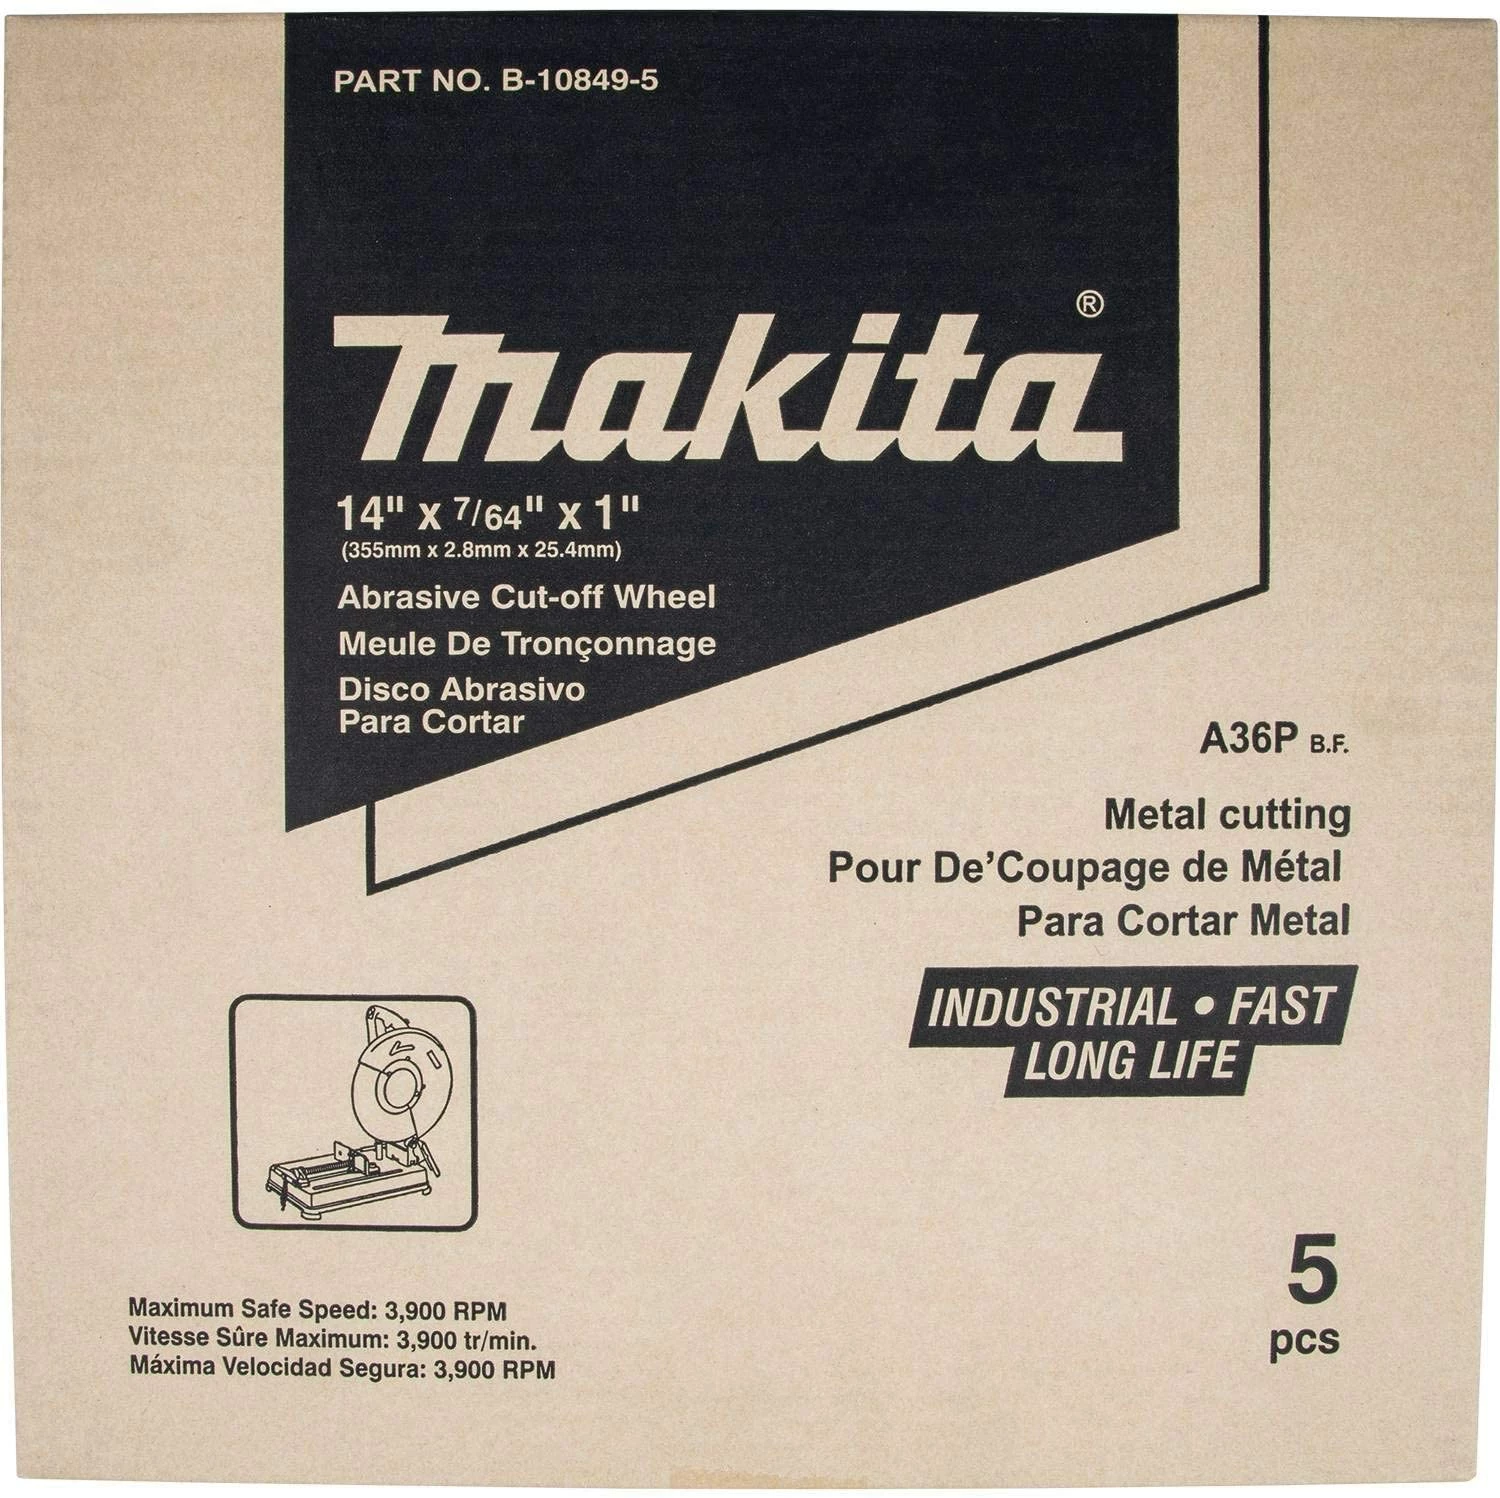 PART NO. B-10849-5
makita®
14" x 7/64" x 1"
(355mm x 2.8mm x 25.4mm)
Abrasive Cut-off Wheel
Meule De Tronçonnage
Disco Abrasivo
Para Cortar
A36P B.F.
Metal cutting
Pour De’Coupage de Métal
Para Cortar Metal
INDUSTRIAL • FAST
LONG LIFE
5
pcs
Maximum Safe Speed: 3,900 RPM
Vitesse Sûre Maximum: 3,900 tr/min.
Máxima Velocidad Segura: 3,900 RPM